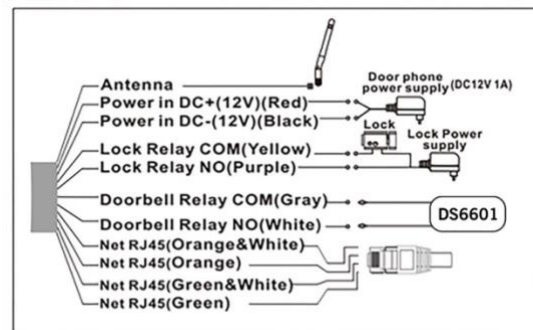 Antenna
Power in DC+(12V)(Red)
Door phone
power supply (DC12V 1A)
Power in DC-(12V)(Black)
Lock
Lock Relay COM(Yellow)
Lock Power
supply
Lock Relay NO(Purple)
Doorbell Relay COM(Gray)
DS6601
Doorbell Relay NO(White)
Net RJ45(Orange&White)
Net RJ45(Orange)
Net RJ45(Green&White)
Net RJ45(Green)